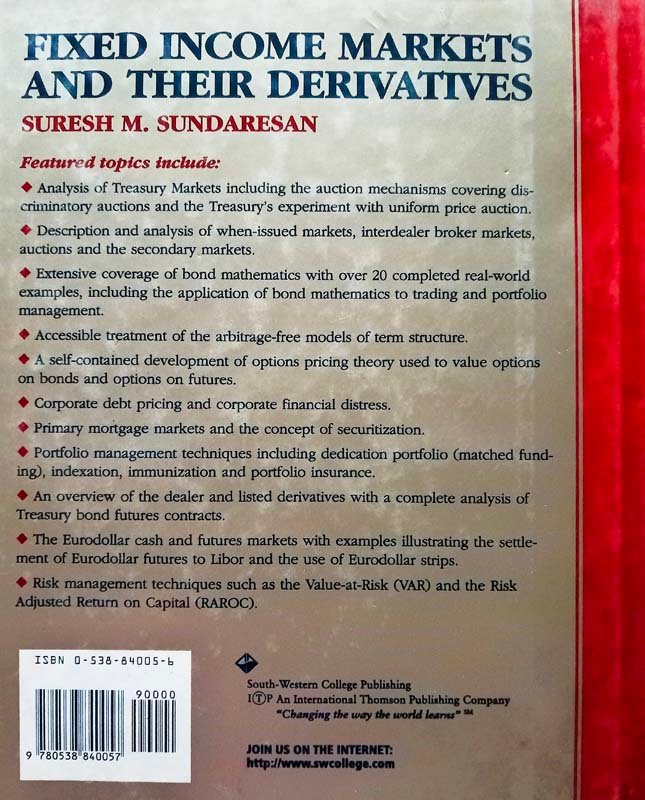 FIXED INCOME MARKETS
AND THEIR DERIVATIVES
SURESH M. SUNDARESAN
Featured topics include:
◆ Analysis of Treasury Markets including the auction mechanisms covering dis-
criminatory auctions and the Treasury's experiment with uniform price auction.
◆ Description and analysis of when-issued markets, interdealer broker markets,
auctions and the secondary markets.
◆ Extensive coverage of bond mathematics with over 20 completed real-world
examples, including the application of bond mathematics to trading and portfolio
management.
◆ Accessible treatment of the arbitrage-free models of term structure.
◆ A self-contained development of options pricing theory used to value options
on bonds and options on futures.
◆ Corporate debt pricing and corporate financial distress.
◆ Primary mortgage markets and the concept of securitization.
◆ Portfolio management techniques including dedication portfolio (matched fund-
ing), indexation, immunization and portfolio insurance.
◆ An overview of the dealer and listed derivatives with a complete analysis of
Treasury bond futures contracts.
◆ The Eurodollar cash and futures markets with examples illustrating the settle-
ment of Eurodollar futures to Libor and the use of Eurodollar strips.
◆ Risk management techniques such as the Value-at-Risk (VAR) and the Risk
Adjusted Return on Capital (RAROC).
ISBN 0-538-84005-6
90000
9 780538 840057
South-Western College Publishing
I(T)P An International Thomson Publishing Company
"Changing the way the world learns" SM
JOIN US ON THE INTERNET:
http://www.swcollege.com